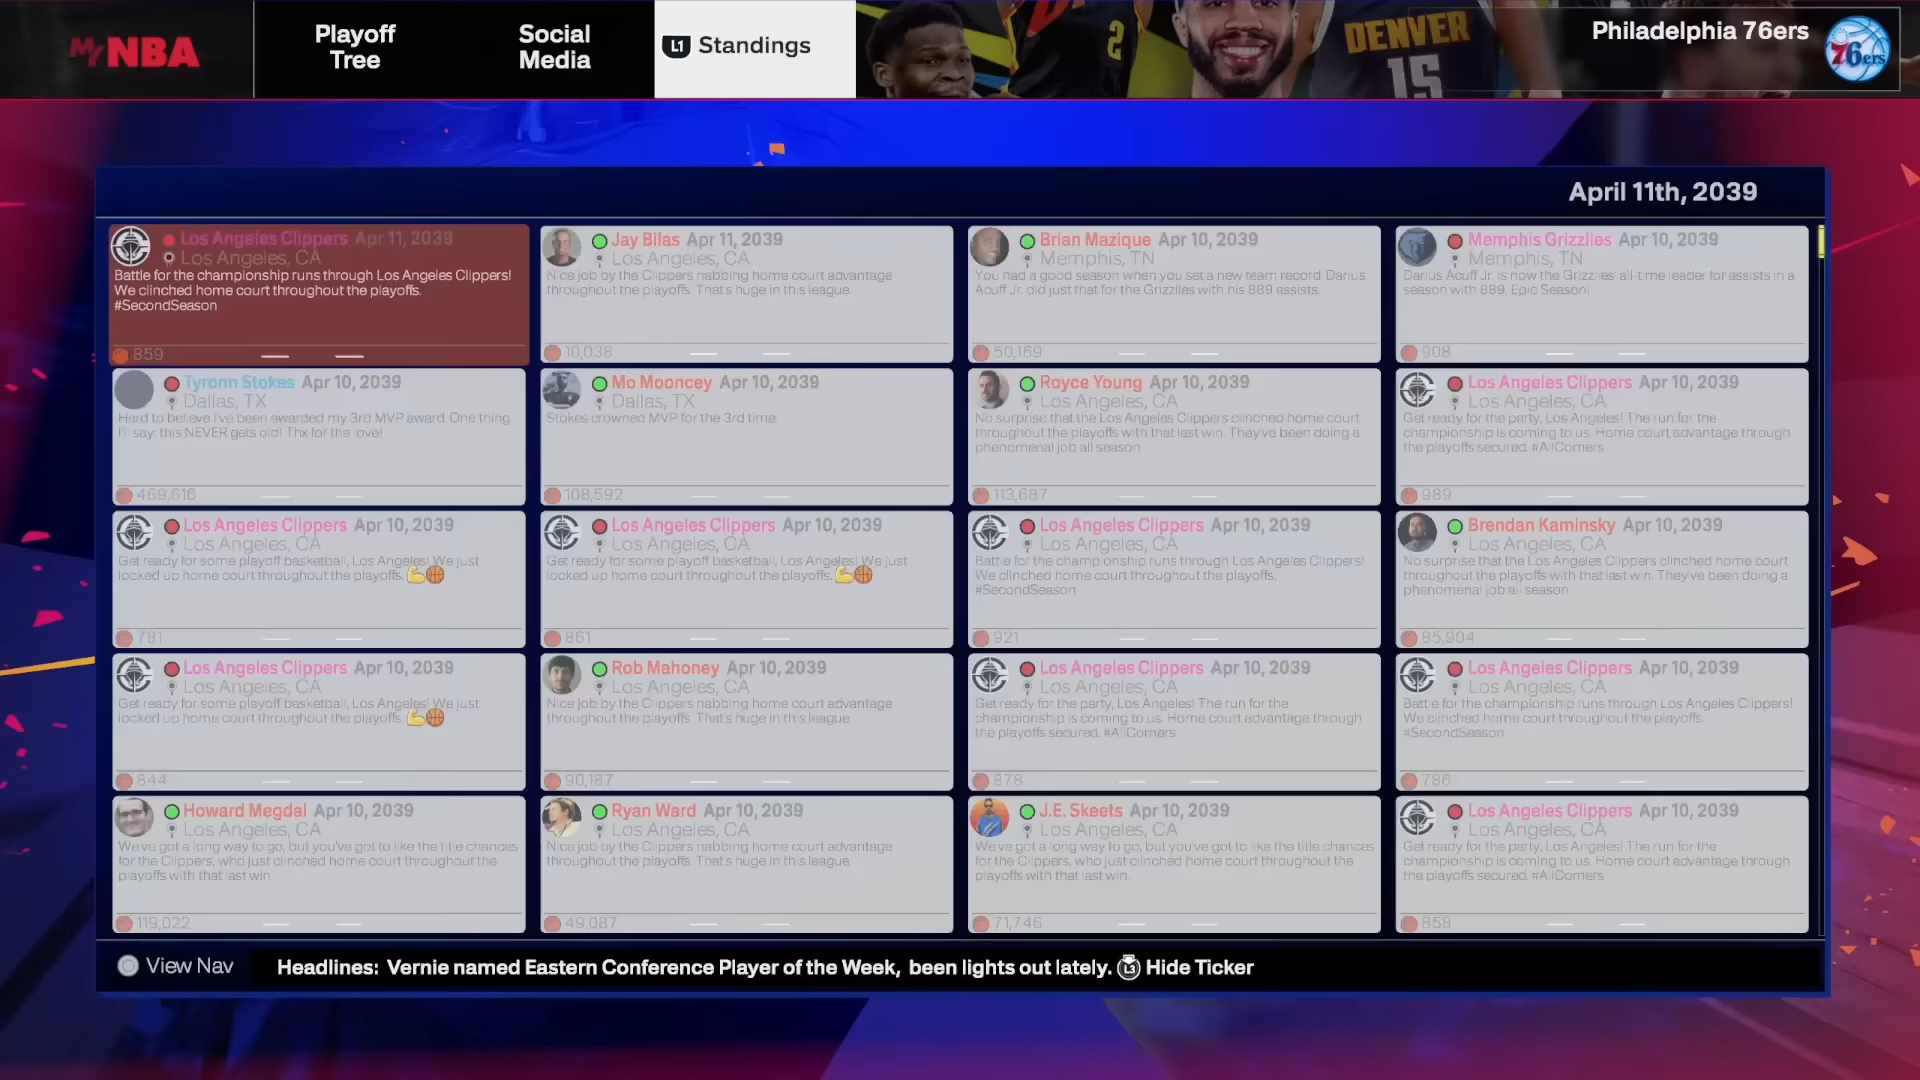 MyNBA
Playoff
Tree
Social
Media
L1 Standings
2
DENVER
15
Philadelphia 76ers
76ers
April 11th, 2039
Los Angeles Clippers Apr 11, 2039
Los Angeles, CA
Battle for the championship runs through Los Angeles Clippers!
We clinched home court throughout the playoffs.
#SecondSeason
859
Jay Bilas Apr 11, 2039
Los Angeles, CA
Nice job by the Clippers nabbing home court advantage
throughout the playoffs. That's huge in this league.
10,038
Brian Mazique Apr 10, 2039
Memphis, TN
You had a good season when you set a new team record. Darius
Acuff Jr. did just that for the Grizzlies with his 889 assists.
50,169
Memphis Grizzlies Apr 10, 2039
Memphis, TN
Darius Acuff Jr. is now the Grizzlies all-time leader for assists in a
season with 889. Epic Season!
908
Tyronn Stokes Apr 10, 2039
Dallas, TX
Hard to believe I've been awarded my 3rd MVP award. One thing
I'll say: this NEVER gets old! Thx for the love!
469,616
Mo Mooncey Apr 10, 2039
Dallas, TX
Stokes crowned MVP for the 3rd time.
108,592
Royce Young Apr 10, 2039
Los Angeles, CA
No surprise that the Los Angeles Clippers clinched home court
throughout the playoffs with that last win. They've been doing a
phenomenal job all season
113,687
Los Angeles Clippers Apr 10, 2039
Los Angeles, CA
Get ready for the party, Los Angeles! The run for the
championship is coming to us. Home court advantage through
the playoffs secured. #AllComers
989
Los Angeles Clippers Apr 10, 2039
Los Angeles, CA
Get ready for some playoff basketball, Los Angeles! We just
locked up home court throughout the playoffs. 💪🏀
781
Los Angeles Clippers Apr 10, 2039
Los Angeles, CA
Get ready for some playoff basketball, Los Angeles! We just
locked up home court throughout the playoffs. 💪🏀
861
Los Angeles Clippers Apr 10, 2039
Los Angeles, CA
Battle for the championship runs through Los Angeles Clippers!
We clinched home court throughout the playoffs.
#SecondSeason
921
Brendan Kaminsky Apr 10, 2039
Los Angeles, CA
No surprise that the Los Angeles Clippers clinched home court
throughout the playoffs with that last win. They've been doing a
phenomenal job all season
85,904
Los Angeles Clippers Apr 10, 2039
Los Angeles, CA
Get ready for some playoff basketball, Los Angeles! We just
locked up home court throughout the playoffs. 💪🏀
844
Rob Mahoney Apr 10, 2039
Los Angeles, CA
Nice job by the Clippers nabbing home court advantage
throughout the playoffs. That's huge in this league.
90,187
Los Angeles Clippers Apr 10, 2039
Los Angeles, CA
Get ready for the party, Los Angeles! The run for the
championship is coming to us. Home court advantage through
the playoffs secured. #AllComers
878
Los Angeles Clippers Apr 10, 2039
Los Angeles, CA
Battle for the championship runs through Los Angeles Clippers!
We clinched home court throughout the playoffs.
#SecondSeason
786
Howard Megdal Apr 10, 2039
Los Angeles, CA
We've got a long way to go, but you've got to like the title chances
for the Clippers, who just clinched home court throughout the
playoffs with that last win
119,022
Ryan Ward Apr 10, 2039
Los Angeles, CA
Nice job by the Clippers nabbing home court advantage
throughout the playoffs. That's huge in this league.
49,087
J.E. Skeets Apr 10, 2039
Los Angeles, CA
We've got a long way to go, but you've got to like the title chances
for the Clippers, who just clinched home court throughout the
playoffs with that last win.
71,746
Los Angeles Clippers Apr 10, 2039
Los Angeles, CA
Get ready for the party, Los Angeles! The run for the
championship is coming to us. Home court advantage through
the playoffs secured. #AllComers
858
View Nav
Headlines: Vernie named Eastern Conference Player of the Week, been lights out lately. L3 Hide Ticker